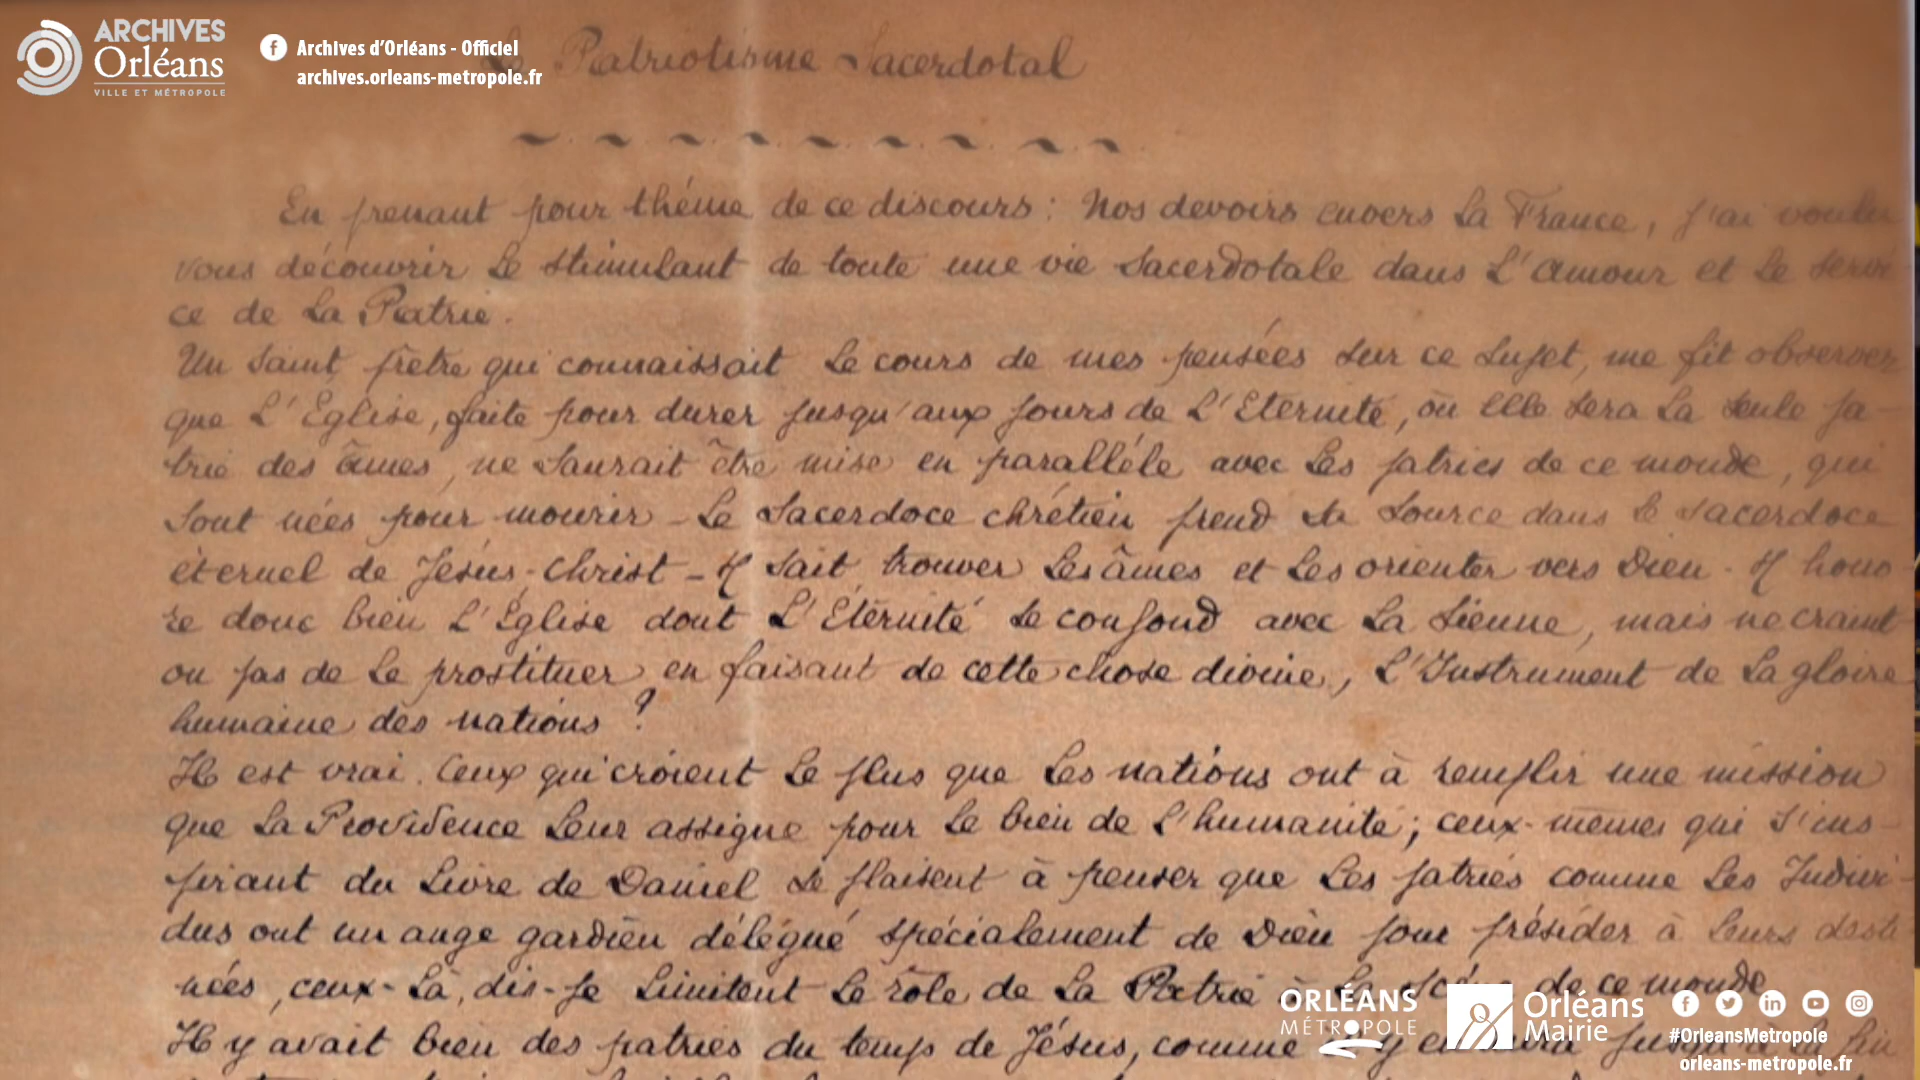 ARCHIVES
Orléans
VILLE ET MÉTROPOLE
Archives d'Orléans - Officiel
archives.orleans-metropole.fr
Le Patriotisme Sacerdotal
En prenant pour thème de ce discours : Nos devoirs envers La France, j'ai voulu
vous découvrir Le stimulant de toute une vie Sacerdotale dans L'Amour et Le servi-
ce de La Patrie.
Un Saint prêtre qui connaissait Le cours de mes pensées sur ce sujet, me fit observer
que L'Eglise, faite pour durer jusqu'aux jours de L'Eternité, où Elle sera La seule pa-
trie des âmes, ne Saurait être mise en parallèle avec Les patries de ce monde, qui
sont nées pour mourir - Le Sacerdoce chrétien prend sa source dans le Sacerdoce
éternel de Jésus-Christ - Il sait trouver Les âmes et Les orienter vers Dieu. Il hono-
re donc bien L'Eglise dont L'Eternité se confond avec La sienne, mais ne craint
on pas de Le prostituer en faisant de cette chose divine, L'Instrument de La gloire
humaine des nations ?
Il est vrai. Ceux qui croient Le plus que Les nations ont à remplir une mission
que La Providence Leur assigne pour Le bien de L'humanité ; ceux-mêmes qui s'ins-
pirant du Livre de Daniel se plaisent à penser que Les patries comme Les Indivi-
dus ont un ange gardien délégué spécialement de Dieu pour présider à Leurs desti-
nées, ceux-Là, dis-je Limitent Le rôle de La Patrie à La de ce monde
Il y avait bien des patries du temps de Jésus, comme
ORLÉANS
MÉTROPOLE
Orléans
Mairie
#OrleansMetropole
orleans-metropole.fr